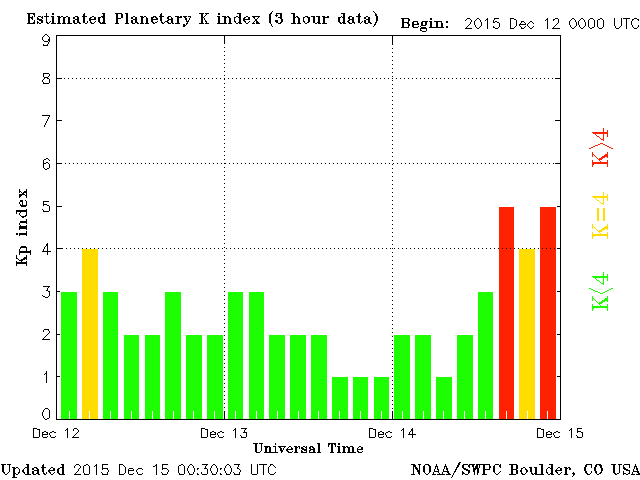 Estimated Planetary K index (3 hour data) Begin: 2015 Dec 12 0000 UTC
9
8
7
6
5
4
3
2
1
0
Kp index
K>4
K=4
K<4
Dec 12 Dec 13 Dec 14 Dec 15
Universal Time
Updated 2015 Dec 15 00:30:03 UTC NOAA/SWPC Boulder, CO USA